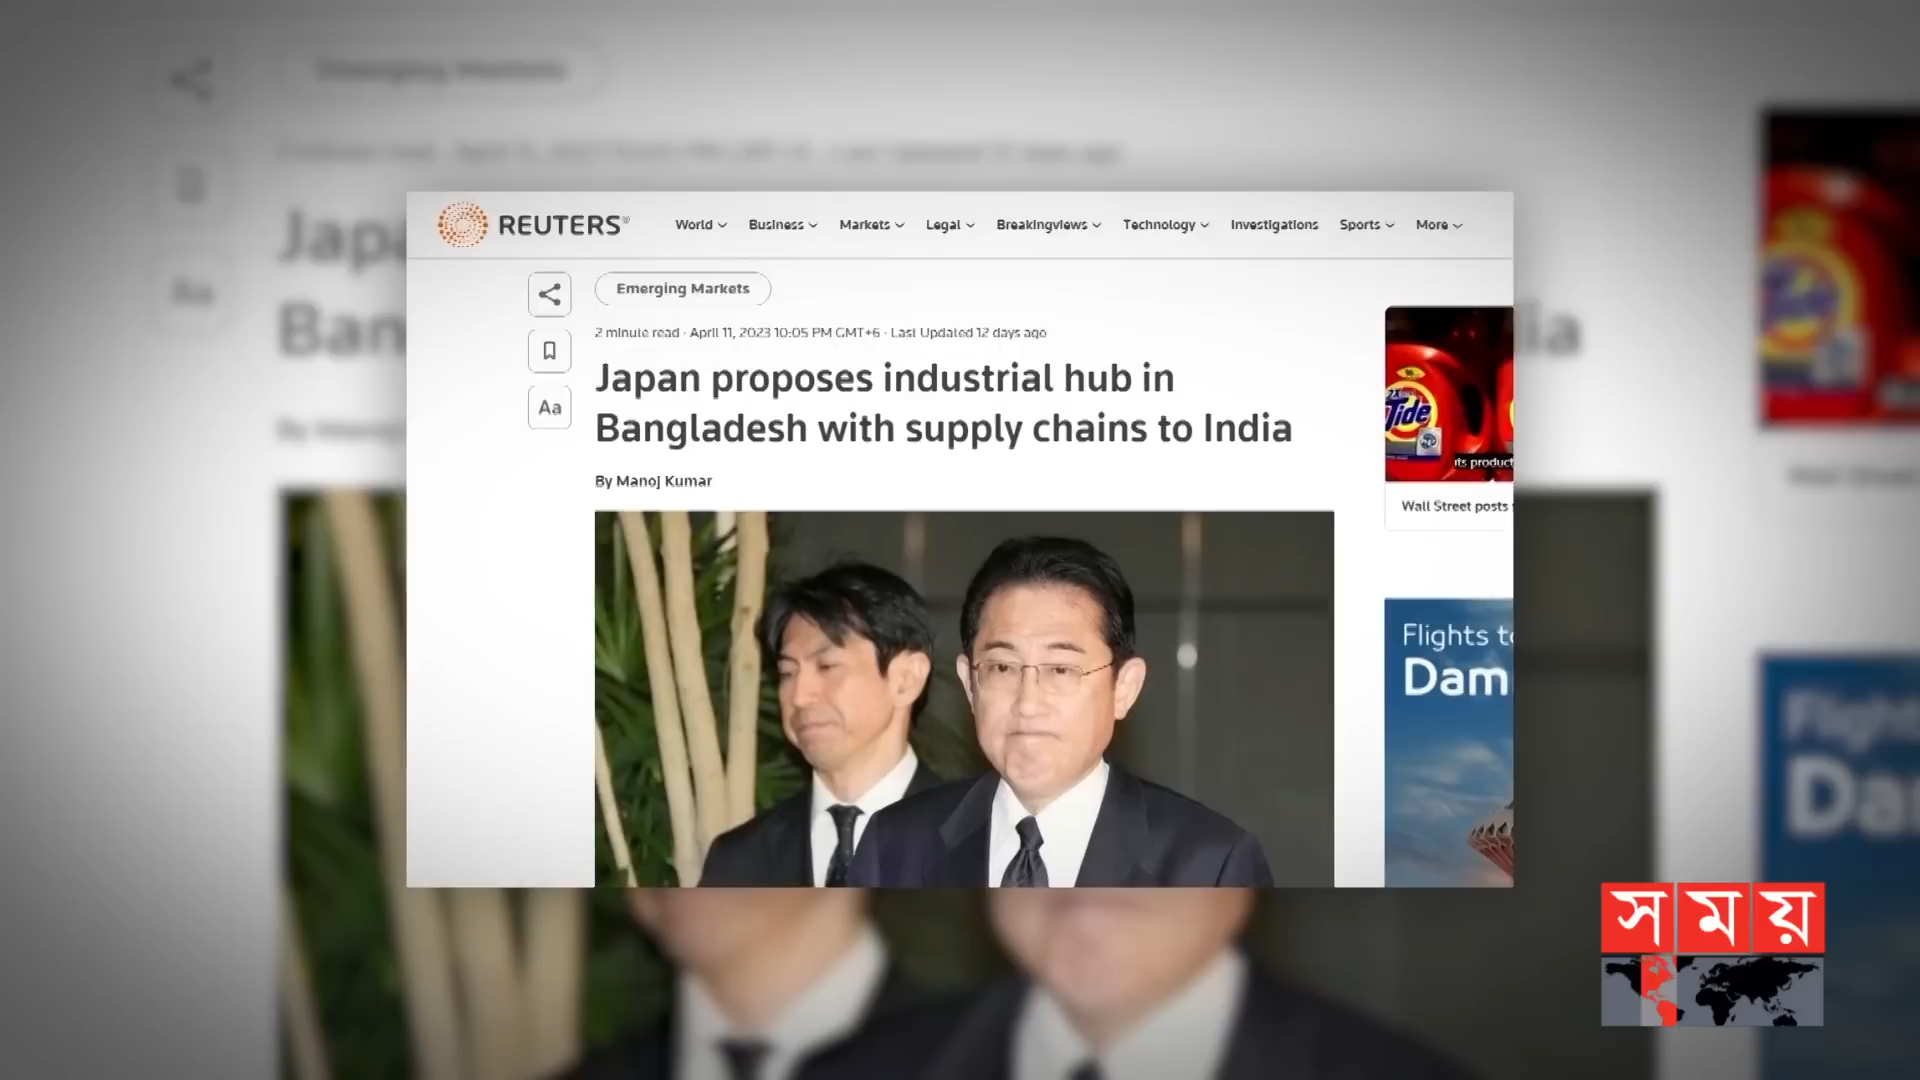 REUTERS®
World Business Markets Legal Breakingviews Technology Investigations Sports More
Emerging Markets
2 minute read · April 11, 2023 10:05 PM GMT+6 · Last Updated 12 days ago
Japan proposes industrial hub in
Bangladesh with supply chains to India
By Manoj Kumar
Aa
Tide
its product
Wall Street posts
Flights to
Dam
সময়